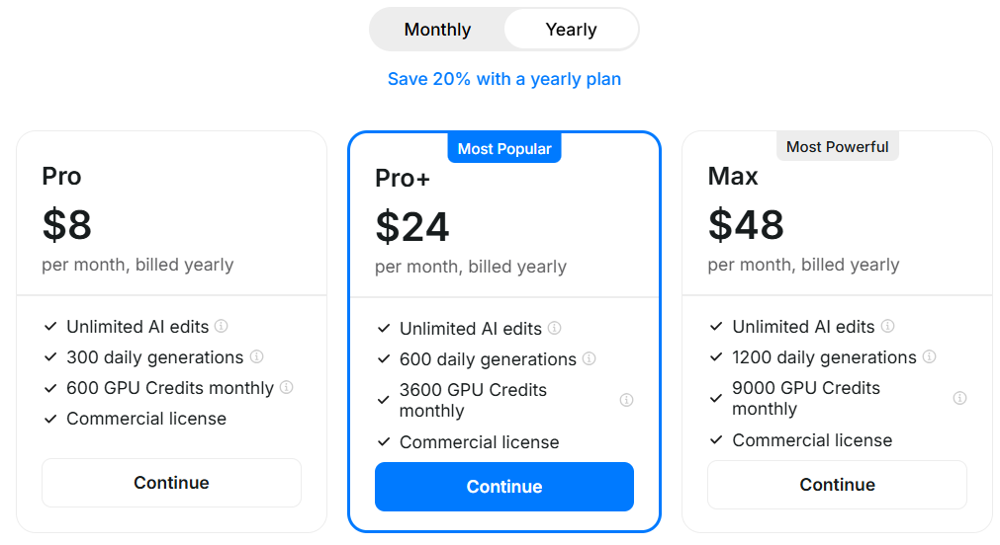 Monthly
Yearly
Save 20% with a yearly plan
Pro
$8
per month, billed yearly
Unlimited AI edits
300 daily generations
600 GPU Credits monthly
Commercial license
Continue
Most Popular
Pro+
$24
per month, billed yearly
Unlimited AI edits
600 daily generations
3600 GPU Credits
monthly
Commercial license
Continue
Most Powerful
Max
$48
per month, billed yearly
Unlimited AI edits
1200 daily generations
9000 GPU Credits
monthly
Commercial license
Continue